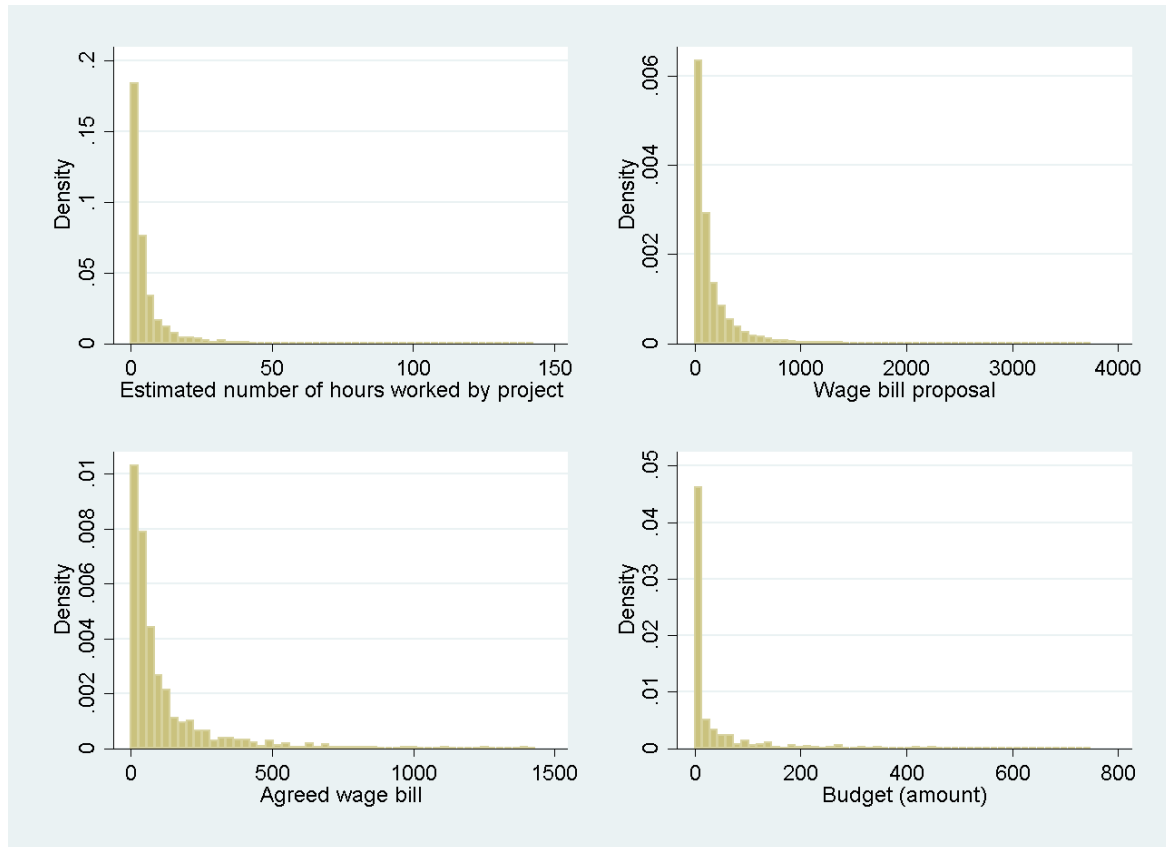 Density
.2
.15
.1
.05
0
0 50 100 150
Estimated number of hours worked by project
Density
.006
.004
.002
0
0 1000 2000 3000 4000
Wage bill proposal
Density
.01
.008
.006
.004
.002
0
0 500 1000 1500
Agreed wage bill
Density
.05
.04
.03
.02
.01
0
0 200 400 600 800
Budget (amount)